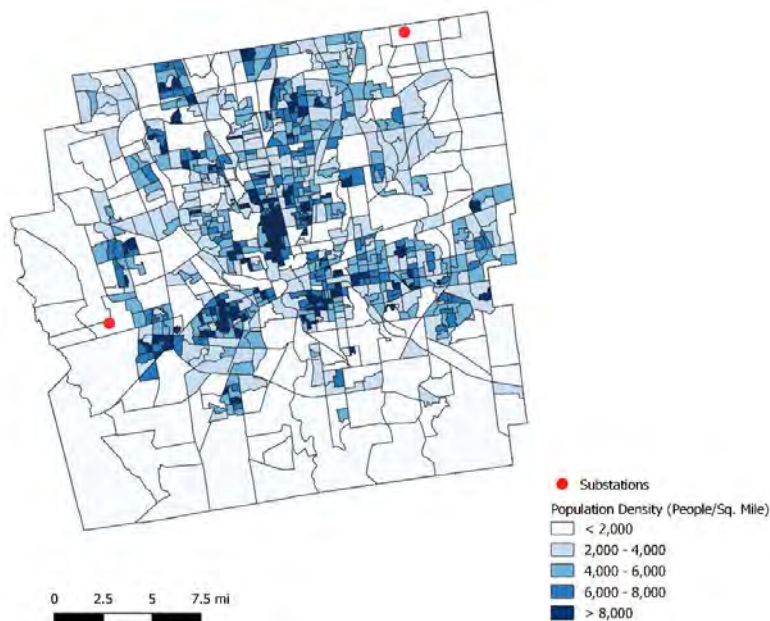 Substations
Population Density (People/Sq. Mile)
< 2,000
2,000 - 4,000
4,000 - 6,000
6,000 - 8,000
> 8,000
0 2.5 5 7.5 mi